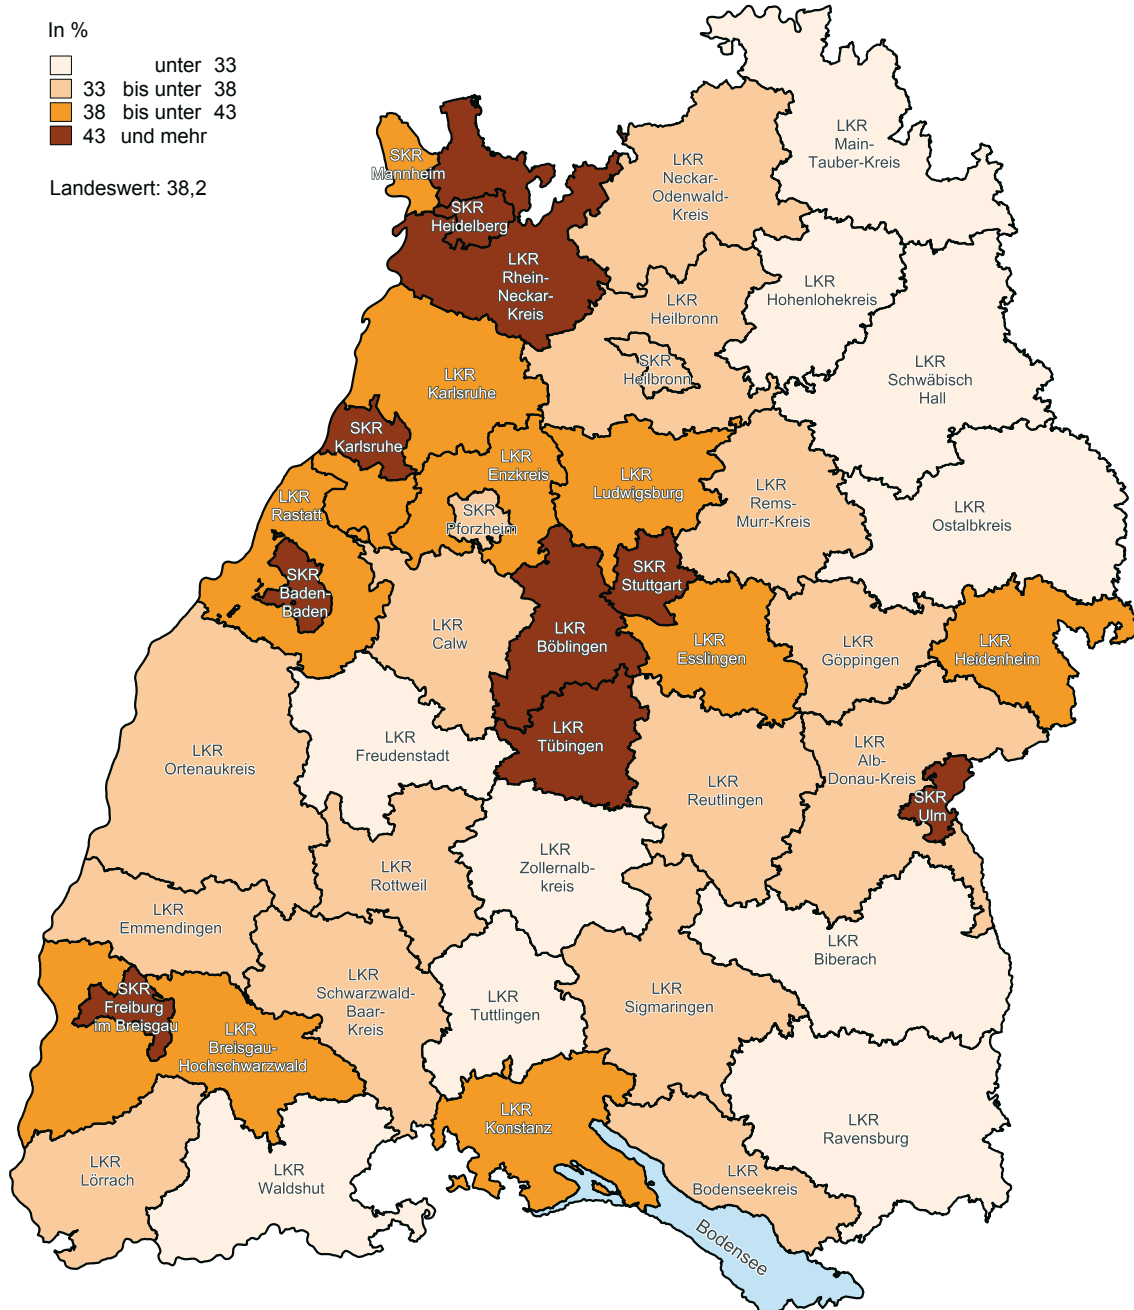 In %
unter 33
33 bis unter 38
38 bis unter 43
43 und mehr
Landeswert: 38,2
LKR
Main-
Tauber-Kreis
SKR
Mannheim
LKR
Neckar-
Odenwald-
Kreis
SKR
Heidelberg
LKR
Rhein-
Neckar-
Kreis
LKR
Hohenlohekreis
LKR
Heilbronn
SKR
Heilbronn
LKR
Schwäbisch
Hall
LKR
Karlsruhe
SKR
Karlsruhe
LKR
Enzkreis
LKR
Ludwigsburg
LKR
Rems-
Murr-Kreis
LKR
Ostalbkreis
LKR
Rastatt
SKR
Pforzheim
SKR
Baden-
Baden
SKR
Stuttgart
LKR
Calw
LKR
Böblingen
LKR
Esslingen
LKR
Göppingen
LKR
Heidenheim
LKR
Ortenaukreis
LKR
Freudenstadt
LKR
Tübingen
LKR
Reutlingen
LKR
Alb-
Donau-Kreis
SKR
Ulm
LKR
Rottweil
LKR
Zollernalb-
kreis
LKR
Emmendingen
LKR
Biberach
SKR
Freiburg
im Breisgau
LKR
Schwarzwald-
Baar-
Kreis
LKR
Tuttlingen
LKR
Sigmaringen
LKR
Breisgau-
Hochschwarzwald
LKR
Konstanz
LKR
Ravensburg
LKR
Lörrach
LKR
Waldshut
LKR
Bodenseekreis
Bodensee